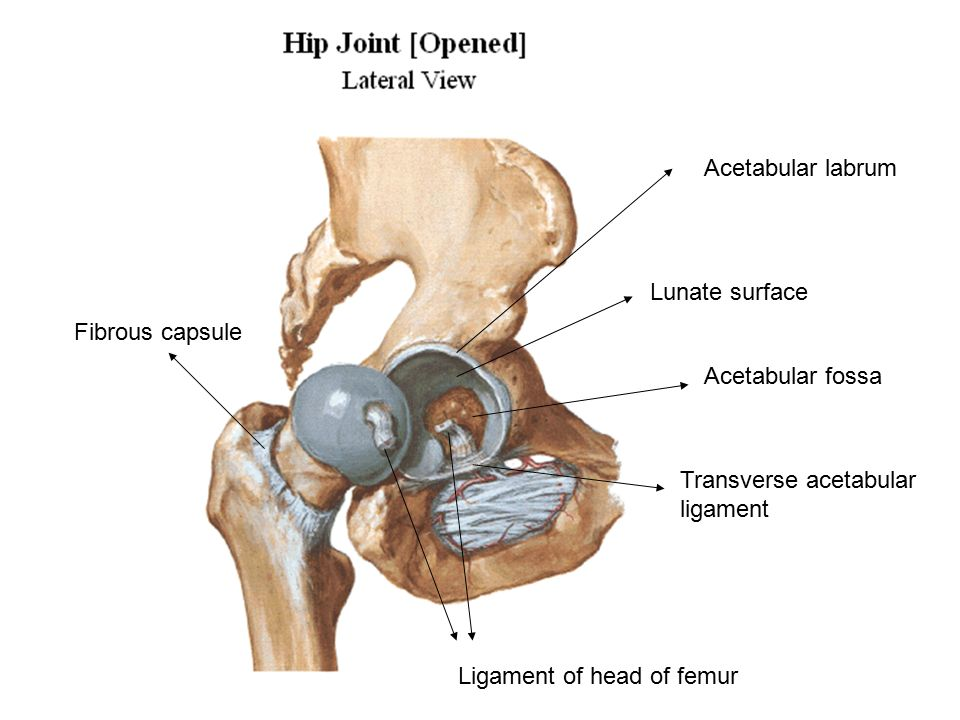 Hip Joint [Opened]
Lateral View
Acetabular labrum
Lunate surface
Fibrous capsule
Acetabular fossa
Transverse acetabular
ligament
Ligament of head of femur